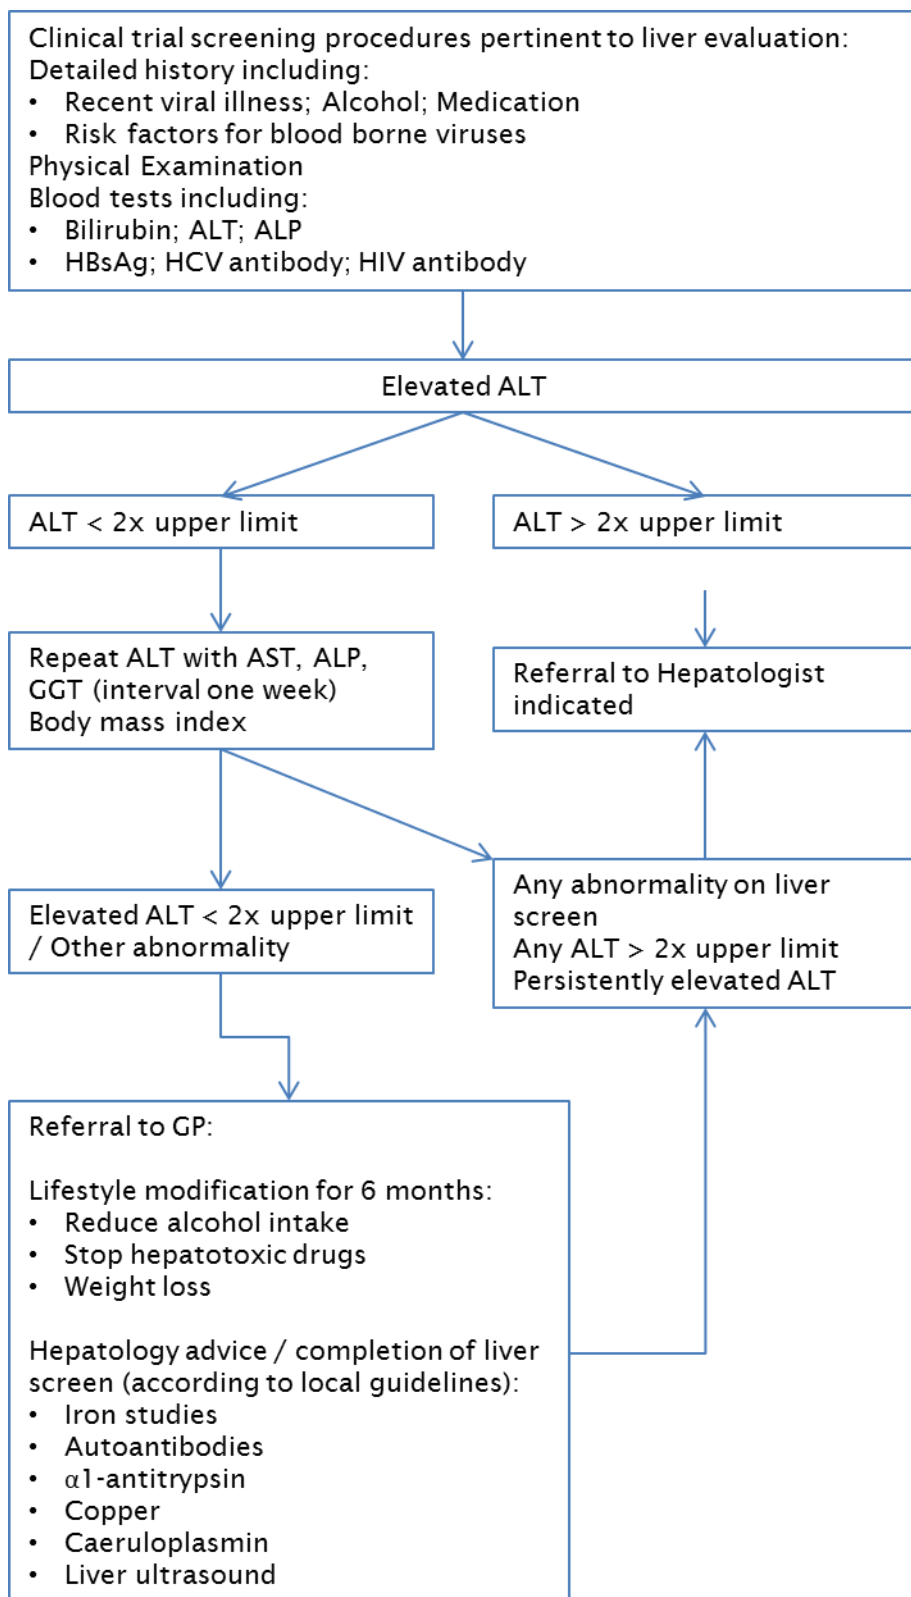 Clinical trial screening procedures pertinent to liver evaluation:
Detailed history including:
• Recent viral illness; Alcohol; Medication
• Risk factors for blood borne viruses
Physical Examination
Blood tests including:
• Bilirubin; ALT; ALP
• HBsAg; HCV antibody; HIV antibody
Elevated ALT
ALT < 2x upper limit
ALT > 2x upper limit
Repeat ALT with AST, ALP,
GGT (interval one week)
Body mass index
Referral to Hepatologist
indicated
Elevated ALT < 2x upper limit
/ Other abnormality
Any abnormality on liver
screen
Any ALT > 2x upper limit
Persistently elevated ALT
Referral to GP:
Lifestyle modification for 6 months:
• Reduce alcohol intake
• Stop hepatotoxic drugs
• Weight loss
Hepatology advice / completion of liver
screen (according to local guidelines):
• Iron studies
• Autoantibodies
• α1-antitrypsin
• Copper
• Caeruloplasmin
• Liver ultrasound